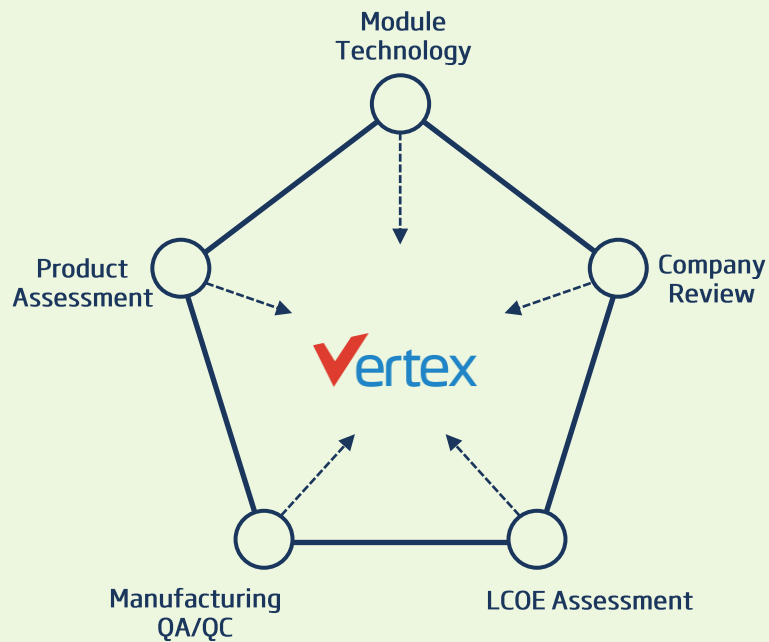 Module
Technology
Product
Assessment
Company
Review
Vertex
Manufacturing
QA/QC
LCOE Assessment